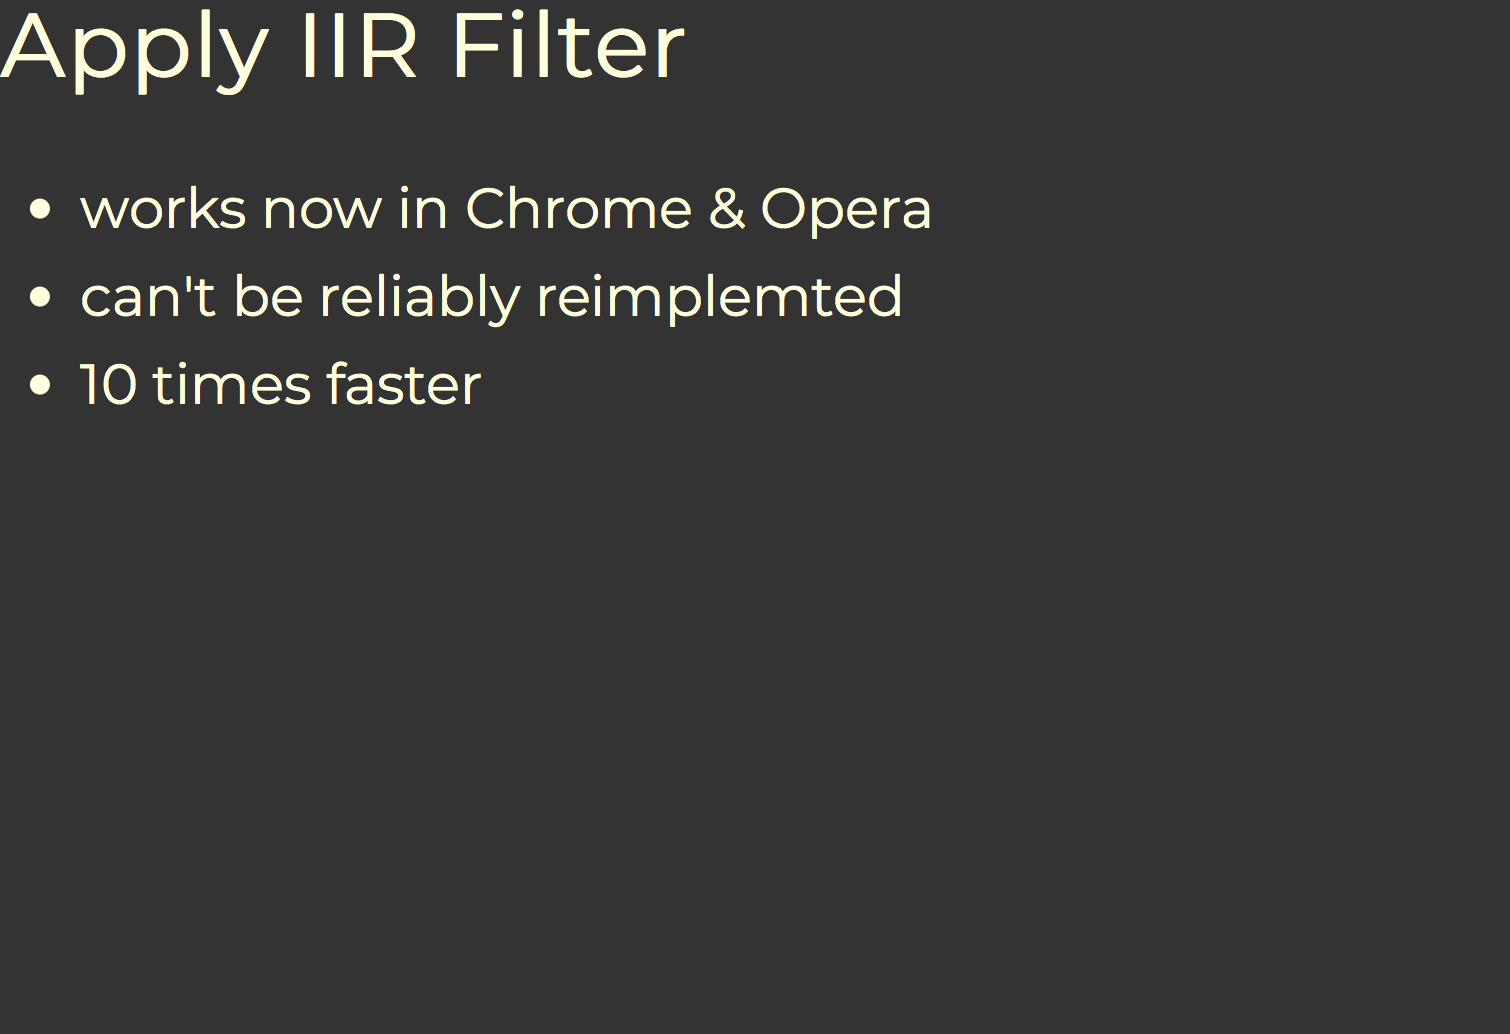 Apply IIR Filter
works now in Chrome & Opera
can't be reliably reimplemted
10 times faster